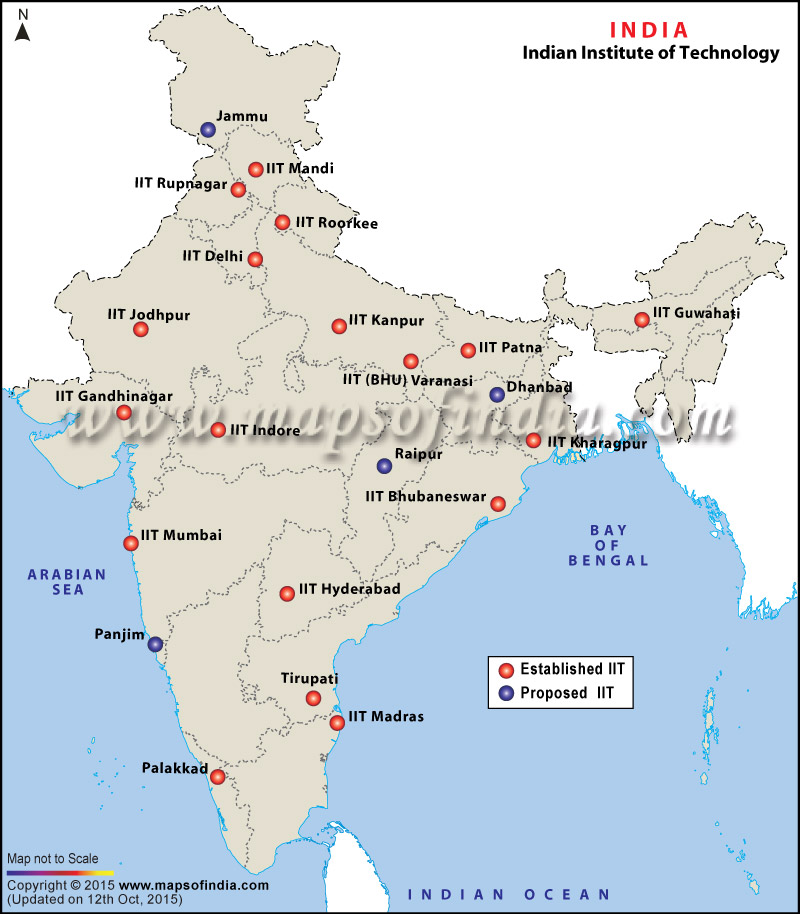 N
INDIA
Indian Institute of Technology
Jammu
IIT Mandi
IIT Rupnagar
IIT Roorkee
IIT Delhi
IIT Jodhpur
IIT Kanpur
IIT Guwahati
IIT Patna
IIT (BHU) Varanasi
Dhanbad
IIT Gandhinagar
www.mapsofindia.com
IIT Indore
IIT Kharagpur
Raipur
IIT Bhubaneswar
IIT Mumbai
BAY
OF
BENGAL
ARABIAN
SEA
IIT Hyderabad
Panjim
Tirupati
Established IIT
Proposed IIT
IIT Madras
Palakkad
Map not to Scale
Copyright © 2015 www.mapsofindia.com
(Updated on 12th Oct, 2015)
INDIAN OCEAN